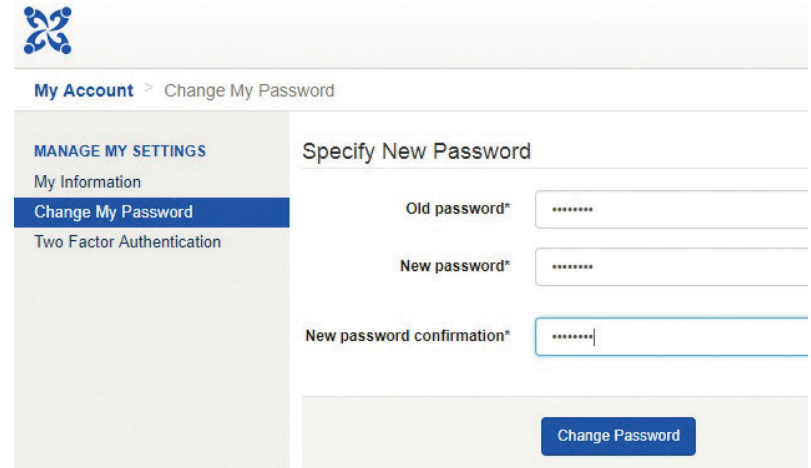 My Account > Change My Password
MANAGE MY SETTINGS
My Information
Change My Password
Two Factor Authentication
Specify New Password
Old password* ••••••••
New password* ••••••••
New password confirmation* ••••••••
Change Password